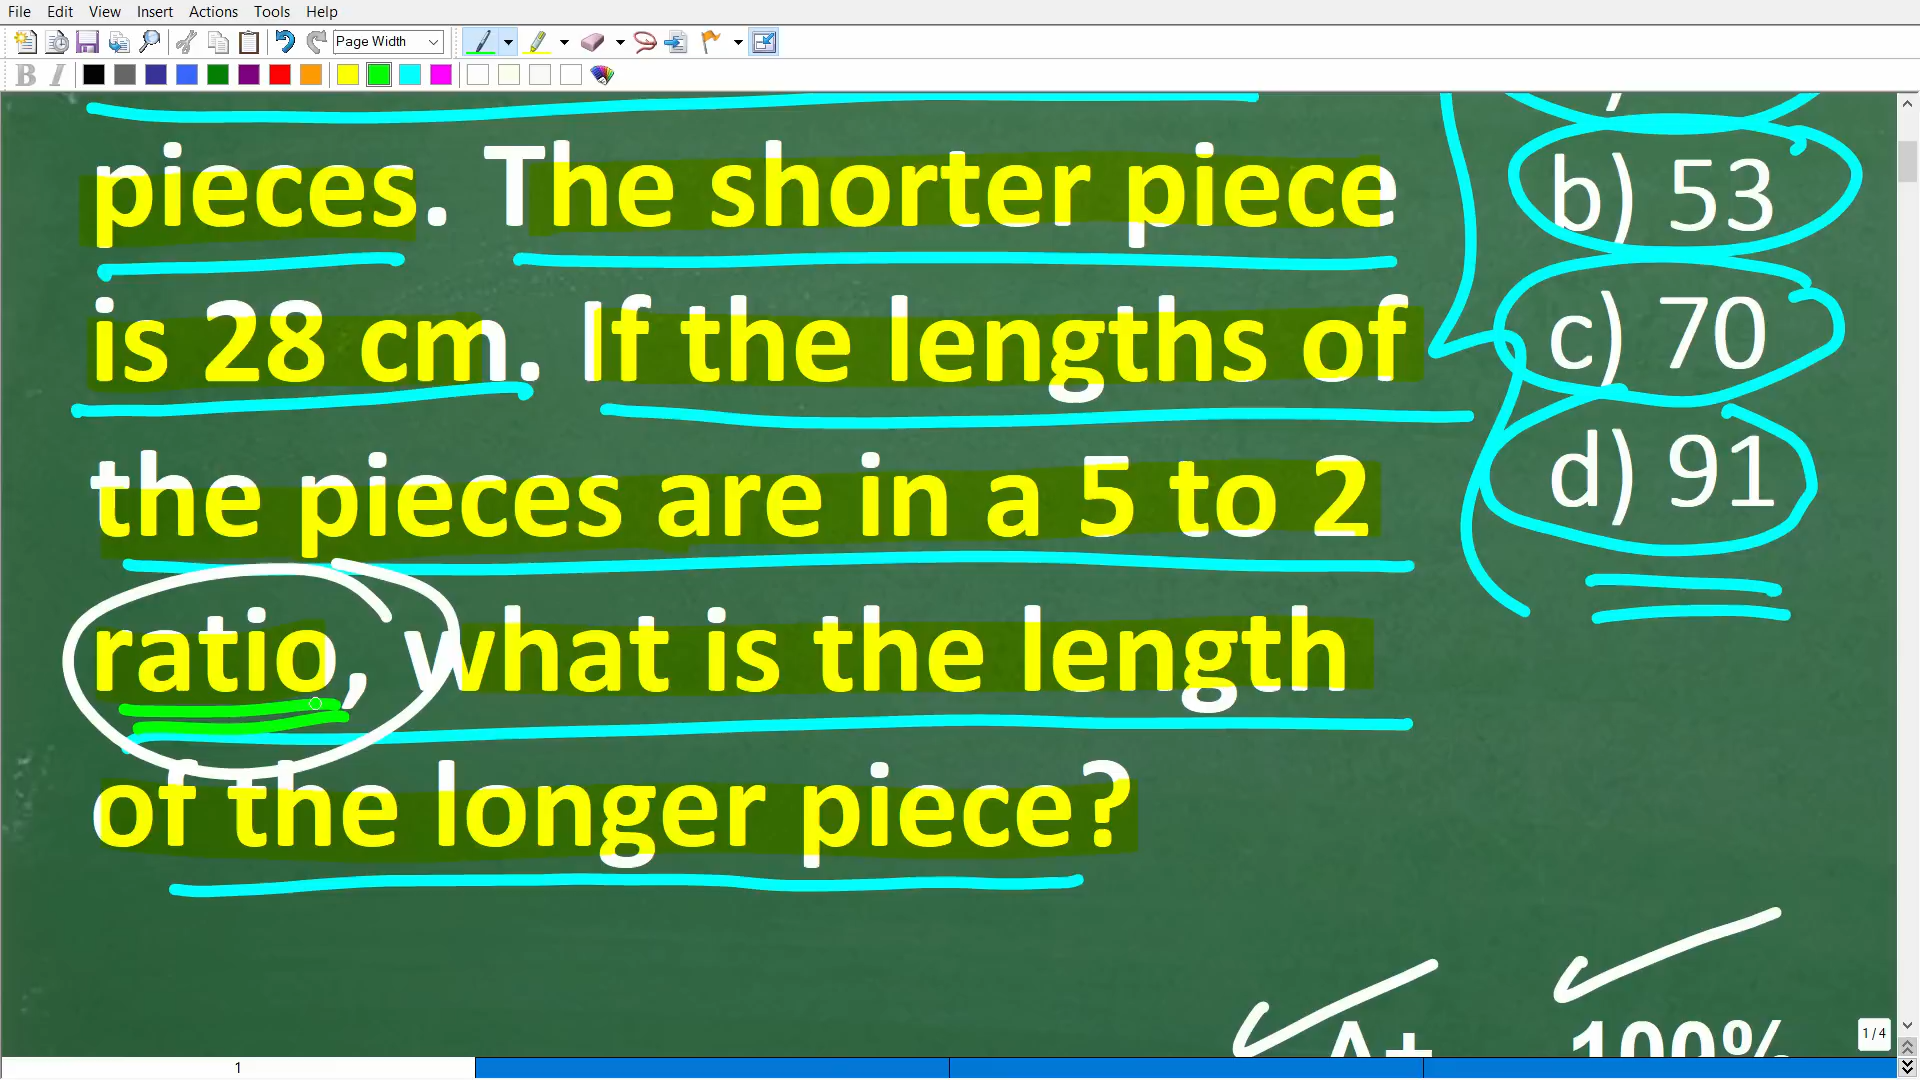 File Edit View Insert Actions Tools Help
Page Width
B I
pieces. The shorter piece
is 28 cm. If the lengths of
the pieces are in a 5 to 2
ratio, what is the length
of the longer piece?
b) 53
c) 70
d) 91
A+ 100%
1 / 4
1